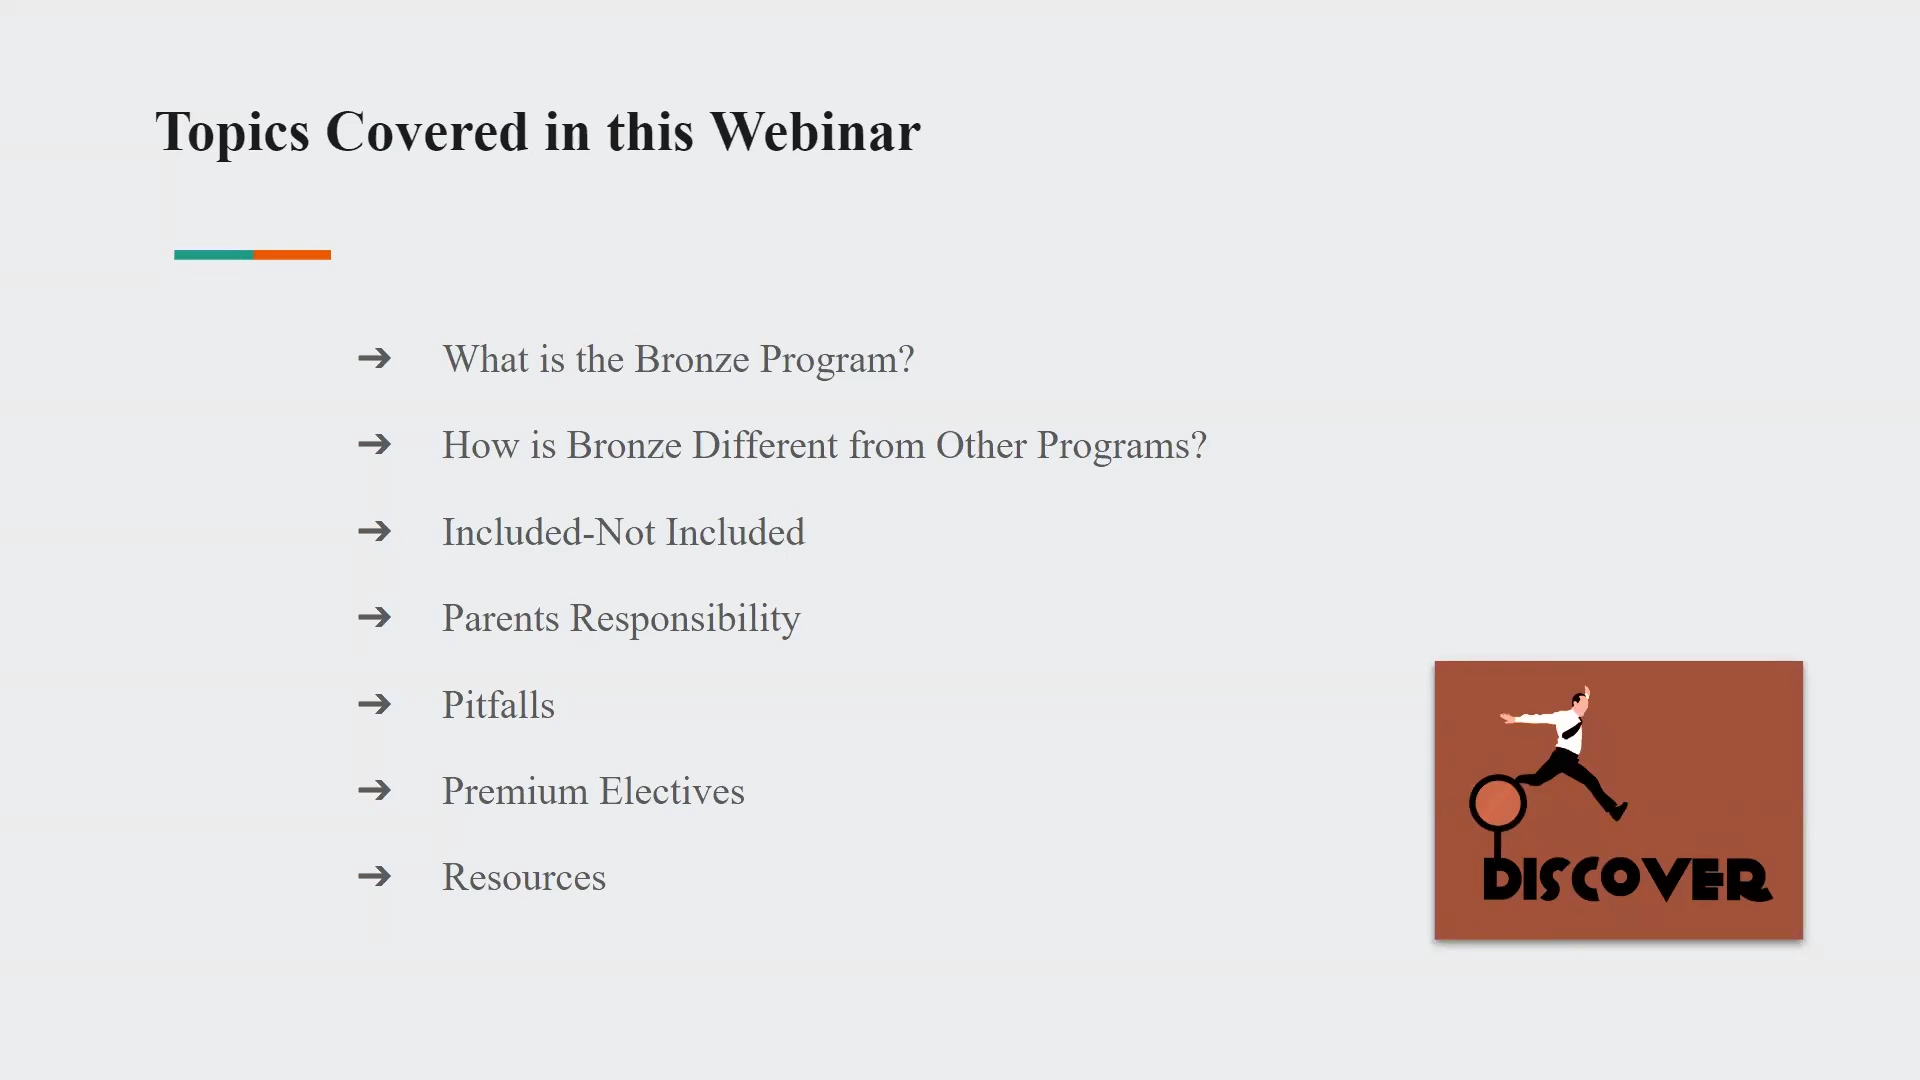 Topics Covered in this Webinar
➔ What is the Bronze Program?
➔ How is Bronze Different from Other Programs?
➔ Included-Not Included
➔ Parents Responsibility
➔ Pitfalls
➔ Premium Electives
➔ Resources
DISCOVER